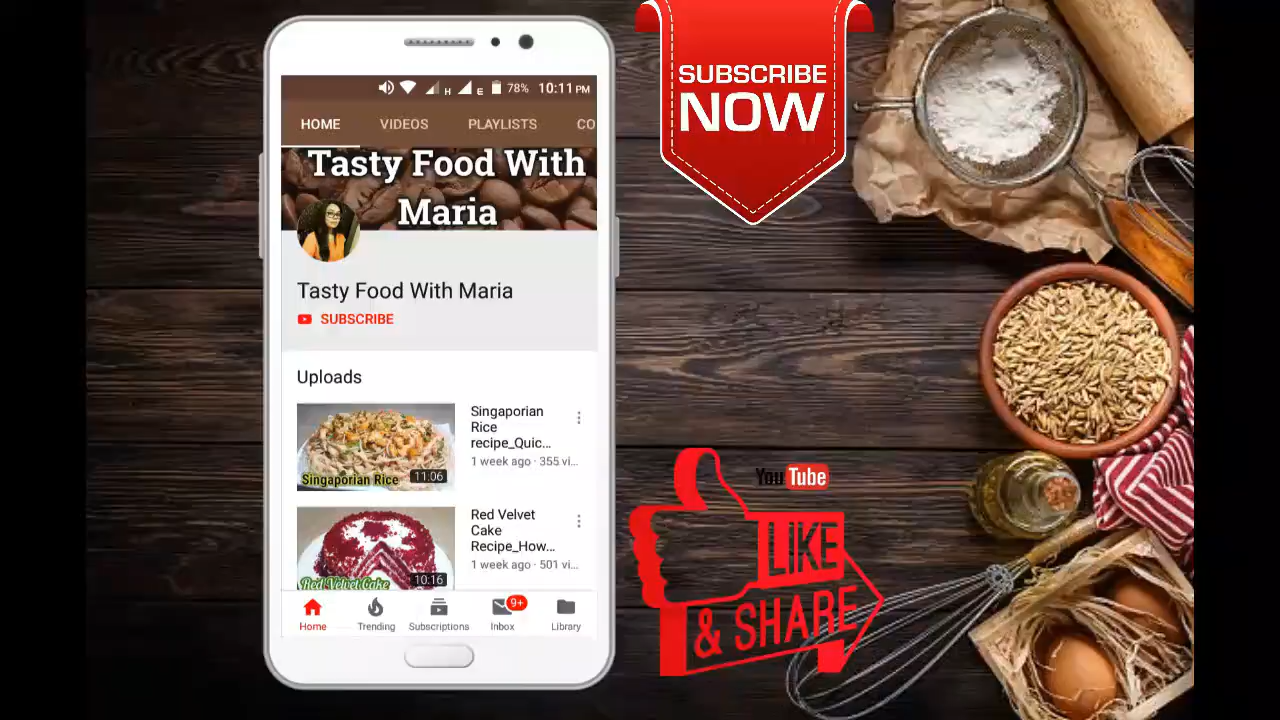 H E 78% 10:11 PM
HOME VIDEOS PLAYLISTS CO
Tasty Food With
Maria
Tasty Food With Maria
SUBSCRIBE
Uploads
Singaporian
Rice
recipe_Quic...
1 week ago · 355 vi...
Singaporian Rice
11:06
Red Velvet
Cake
Recipe_How...
1 week ago · 501 vi...
Red Velvet Cake
10:16
9+
Home Trending Subscriptions Inbox Library
SUBSCRIBE
NOW
YouTube
LIKE
& SHARE